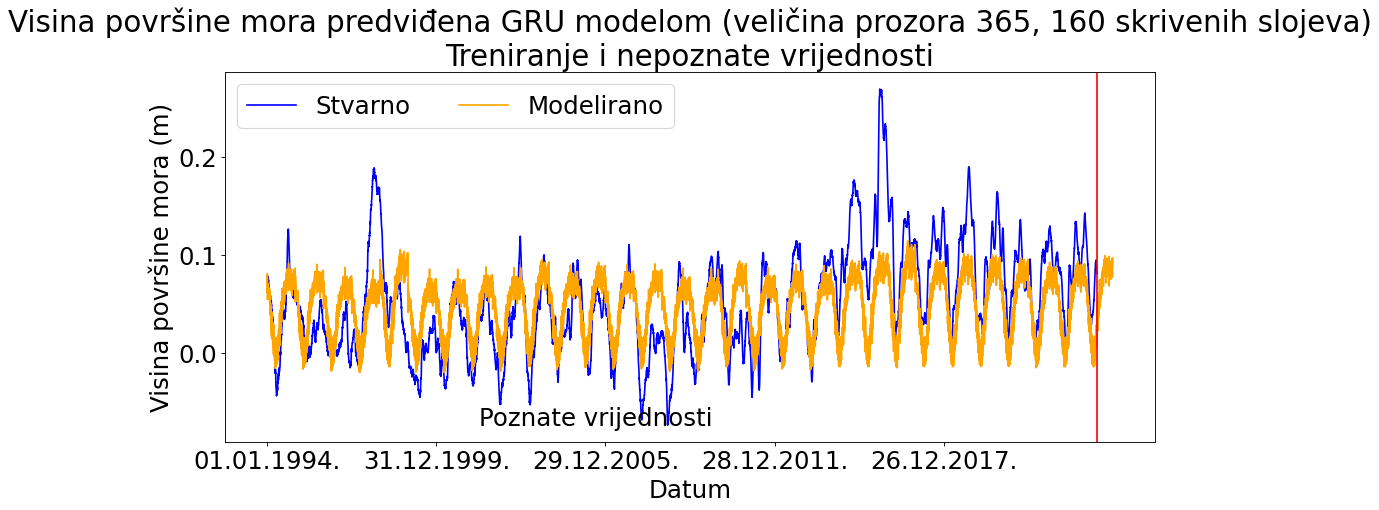 Visina površine mora predviđena GRU modelom (veličina prozora 365, 160 skrivenih slojeva)
Treniranje i nepoznate vrijednosti
Stvarno
Modelirano
Visina površine mora (m)
0.2
0.1
0.0
Poznate vrijednosti
01.01.1994.
31.12.1999.
29.12.2005.
28.12.2011.
26.12.2017.
Datum